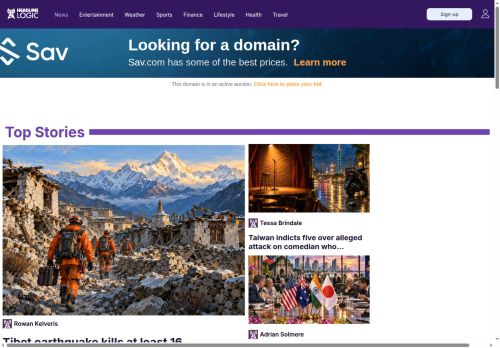 HEADLINE
LOGIC
News Entertainment Weather Sports Finance Lifestyle Health Travel
Sign-up
Sav
Looking for a domain?
Sav.com has some of the best prices. Learn more
This domain is in an active auction. Click here to place your bid.
Top Stories
Rowan Kelveris
Tibet earthquake kills at least 16
Tessa Brindale
Taiwan indicts five over alleged
attack on comedian who...
Adrian Solmere